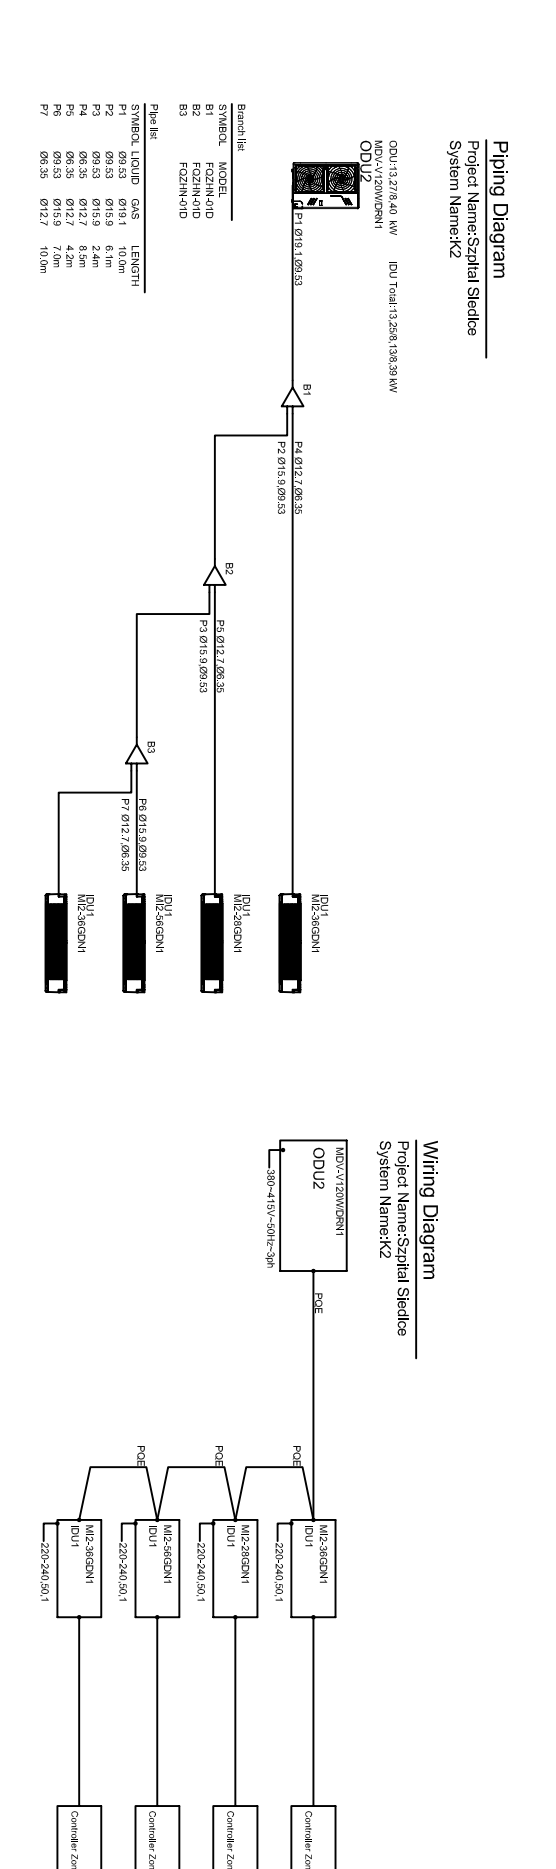 Piping Diagram
Project Name:Szpital Siedlce
System Name:K2
ODU:13,27/8,40 kW IDU Total:13,25/8,13/8,39 kW
MDV-V120W/DRN1
ODU2
P1 Ø19.1,Ø9.53
B1
P4 Ø12.7,Ø6.35
P2 Ø15.9,Ø9.53
B2
P5 Ø12.7,Ø6.35
P3 Ø15.9,Ø9.53
B3
P6 Ø15.9,Ø9.53
P7 Ø12.7,Ø6.35
IDU1
MI2-36GDN1
IDU1
MI2-28GDN1
IDU1
MI2-56GDN1
IDU1
MI2-36GDN1
Branch list
SYMBOL MODEL
B1 FQZHN-01D
B2 FQZHN-01D
B3 FQZHN-01D
Pipe list
SYMBOL LIQUID GAS LENGTH
P1 Ø9.53 Ø19.1 10.0m
P2 Ø9.53 Ø15.9 6.1m
P3 Ø9.53 Ø15.9 2.4m
P4 Ø6.35 Ø12.7 8.5m
P5 Ø6.35 Ø12.7 4.2m
P6 Ø9.53 Ø15.9 7.0m
P7 Ø6.35 Ø12.7 10.0m
Wiring Diagram
Project Name:Szpital Siedlce
System Name:K2
MDV-V120W/DRN1
ODU2
380~415V~50Hz~3ph
PQE
PQE
PQE
PQE
MI2-36GDN1
IDU1
220-240,50,1
MI2-28GDN1
IDU1
220-240,50,1
MI2-56GDN1
IDU1
220-240,50,1
MI2-36GDN1
IDU1
220-240,50,1
Controller Zon
Controller Zon
Controller Zon
Controller Zon